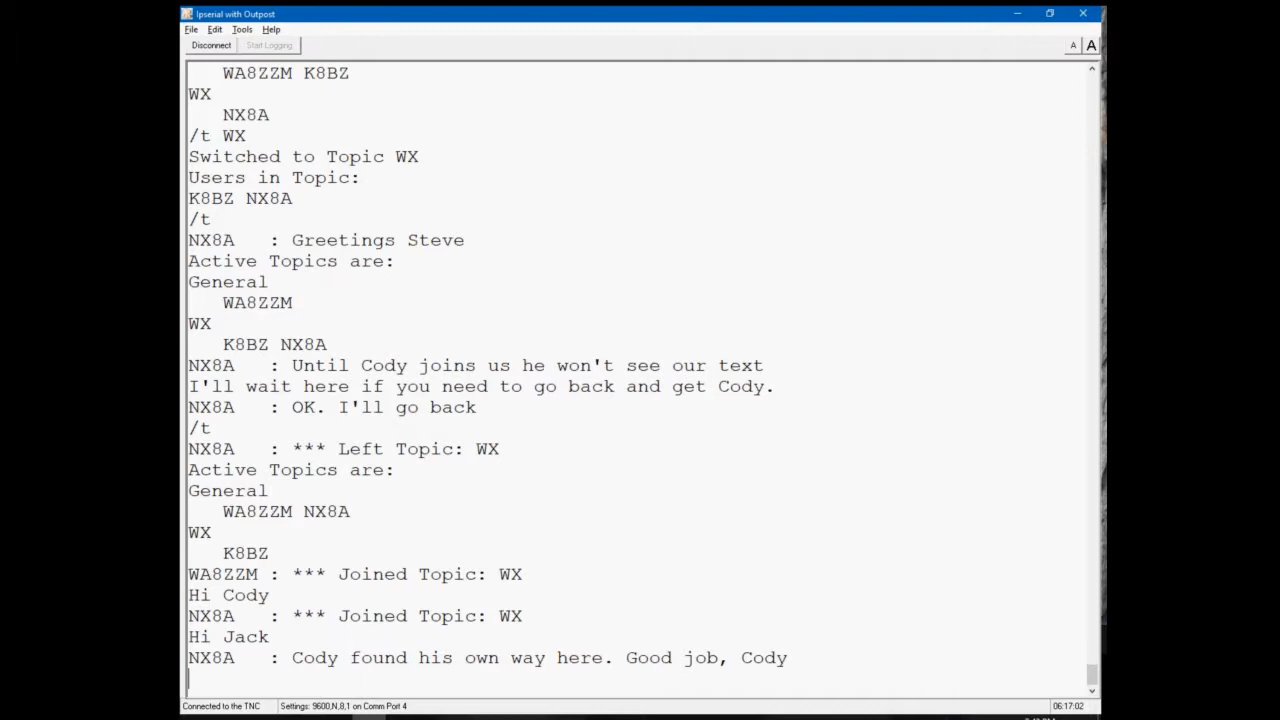 Ipserial with Outpost
File Edit Tools Help
Disconnect Start Logging A A
WA8ZZM K8BZ
WX
NX8A
/t WX
Switched to Topic WX
Users in Topic:
K8BZ NX8A
/t
NX8A : Greetings Steve
Active Topics are:
General
WA8ZZM
WX
K8BZ NX8A
NX8A : Until Cody joins us he won't see our text
I'll wait here if you need to go back and get Cody.
NX8A : OK. I'll go back
/t
NX8A : *** Left Topic: WX
Active Topics are:
General
WA8ZZM NX8A
WX
K8BZ
WA8ZZM : *** Joined Topic: WX
Hi Cody
NX8A : *** Joined Topic: WX
Hi Jack
NX8A : Cody found his own way here. Good job, Cody
Connected to the TNC Settings: 9600,N,8,1 on Comm Port 4 06:17:02